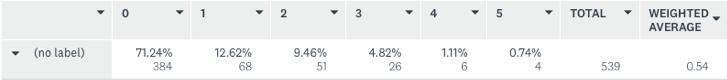 0 1 2 3 4 5 TOTAL WEIGHTED AVERAGE
(no label) 71.24% 12.62% 9.46% 4.82% 1.11% 0.74%
384 68 51 26 6 4 539 0.54